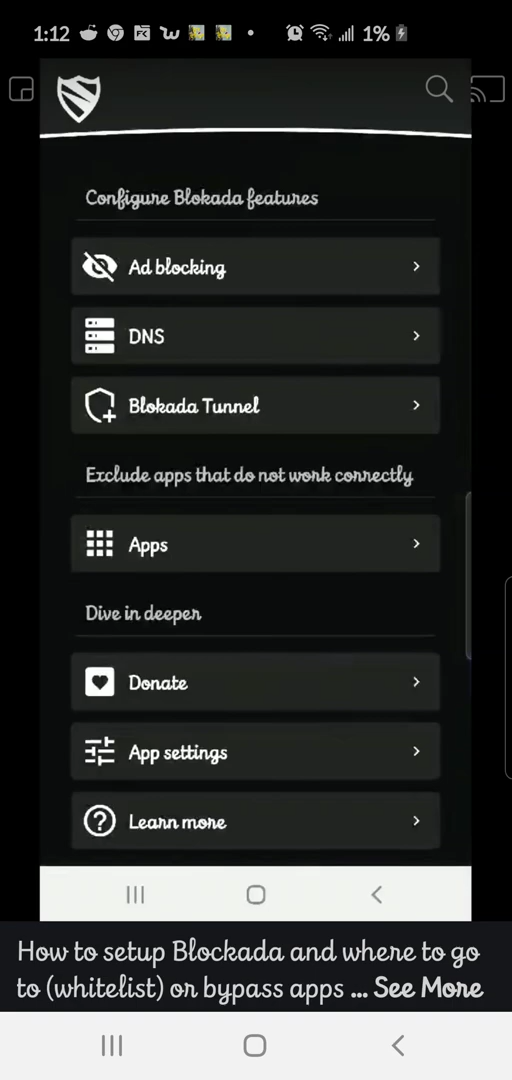 1:12
1%
Configure Blokada features
Ad blocking
DNS
Blokada Tunnel
Exclude apps that do not work correctly
Apps
Dive in deeper
Donate
App settings
Learn more
How to setup Blockada and where to go
to (whitelist) or bypass apps ... See More